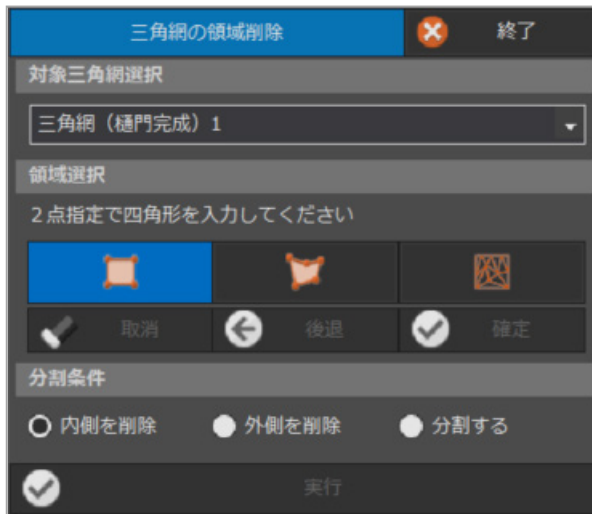 三角網の領域削除 終了
対象三角網選択
三角網（樋門完成）1
領域選択
２点指定で四角形を入力してください
取消 後退 確定
分割条件
内側を削除 外側を削除 分割する
実行